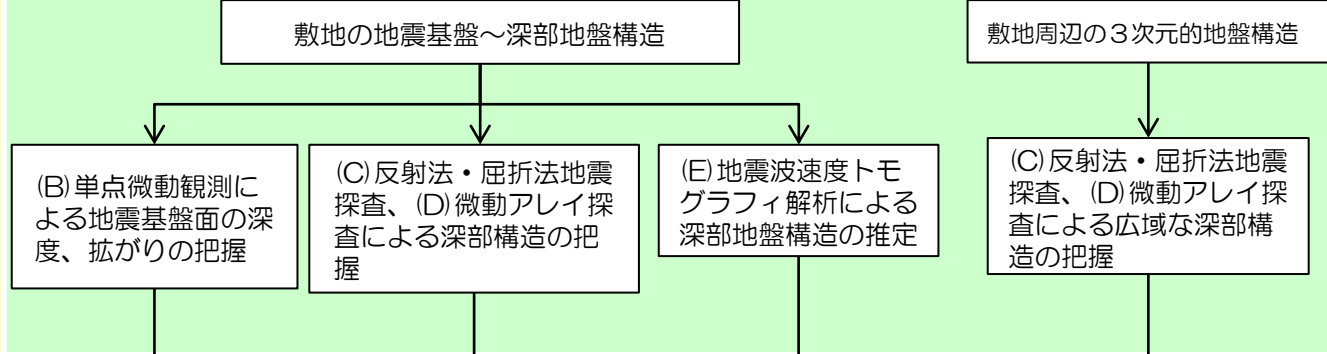 敷地の地震基盤～深部地盤構造
敷地周辺の３次元的地盤構造
(B)単点微動観測に
よる地震基盤面の深
度、拡がりの把握
(C)反射法・屈折法地震
探査、(D)微動アレイ探
査による深部構造の把
握
(E)地震波速度トモ
グラフィ解析による
深部地盤構造の推定
(C)反射法・屈折法地震
探査、(D)微動アレイ探
査による広域な深部構
造の把握